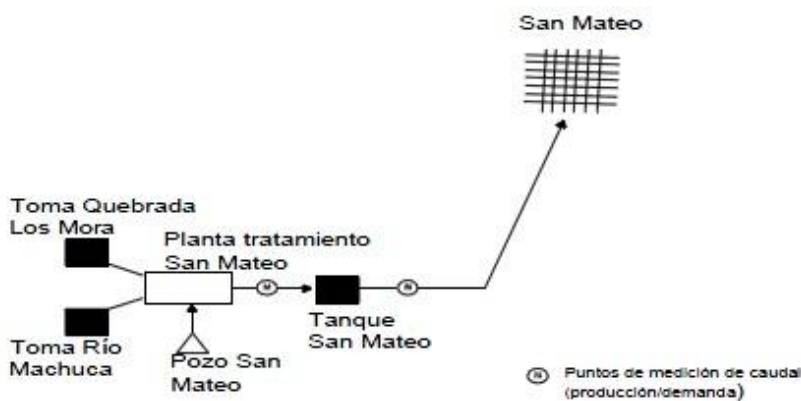 San Mateo
Toma Quebrada
Los Mora
Planta tratamiento
San Mateo
Toma Río
Machuca
Pozo San
Mateo
Tanque
San Mateo
Puntos de medición de caudal
(producción/demanda)